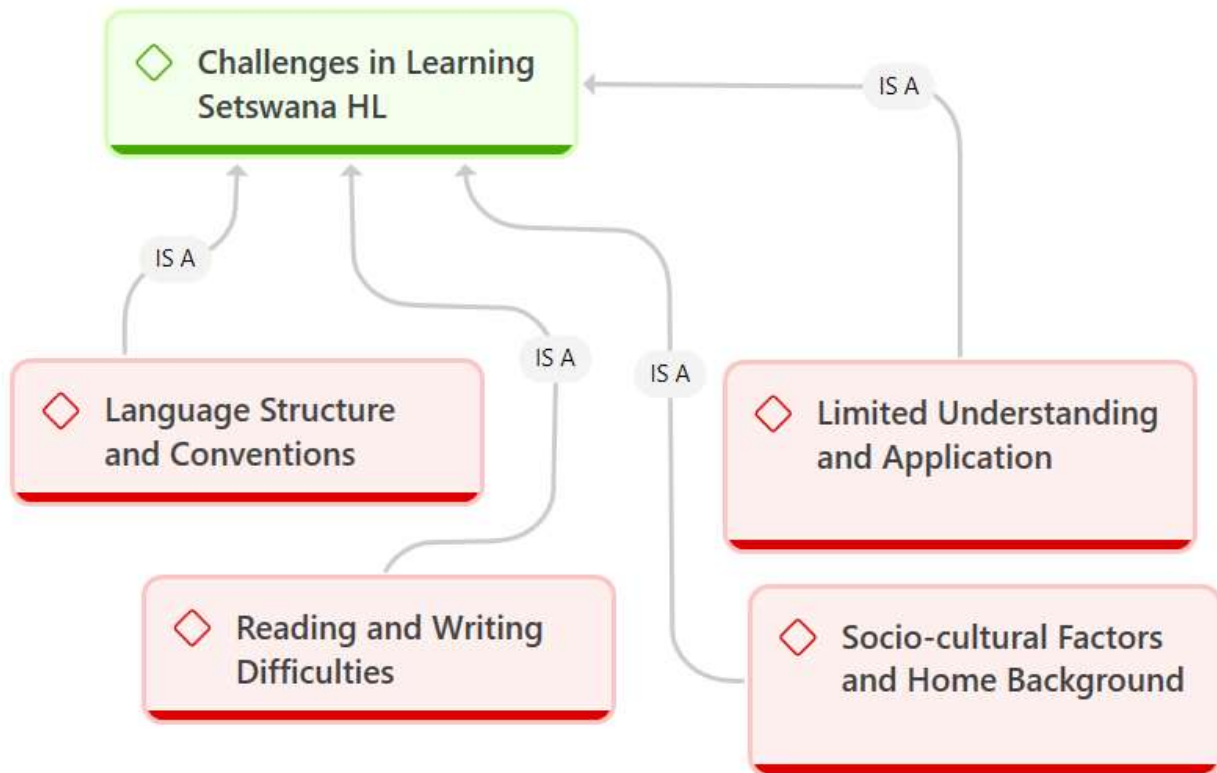 Challenges in Learning
Setswana HL
IS A
IS A
IS A
IS A
Language Structure
and Conventions
Limited Understanding
and Application
Reading and Writing
Difficulties
Socio-cultural Factors
and Home Background